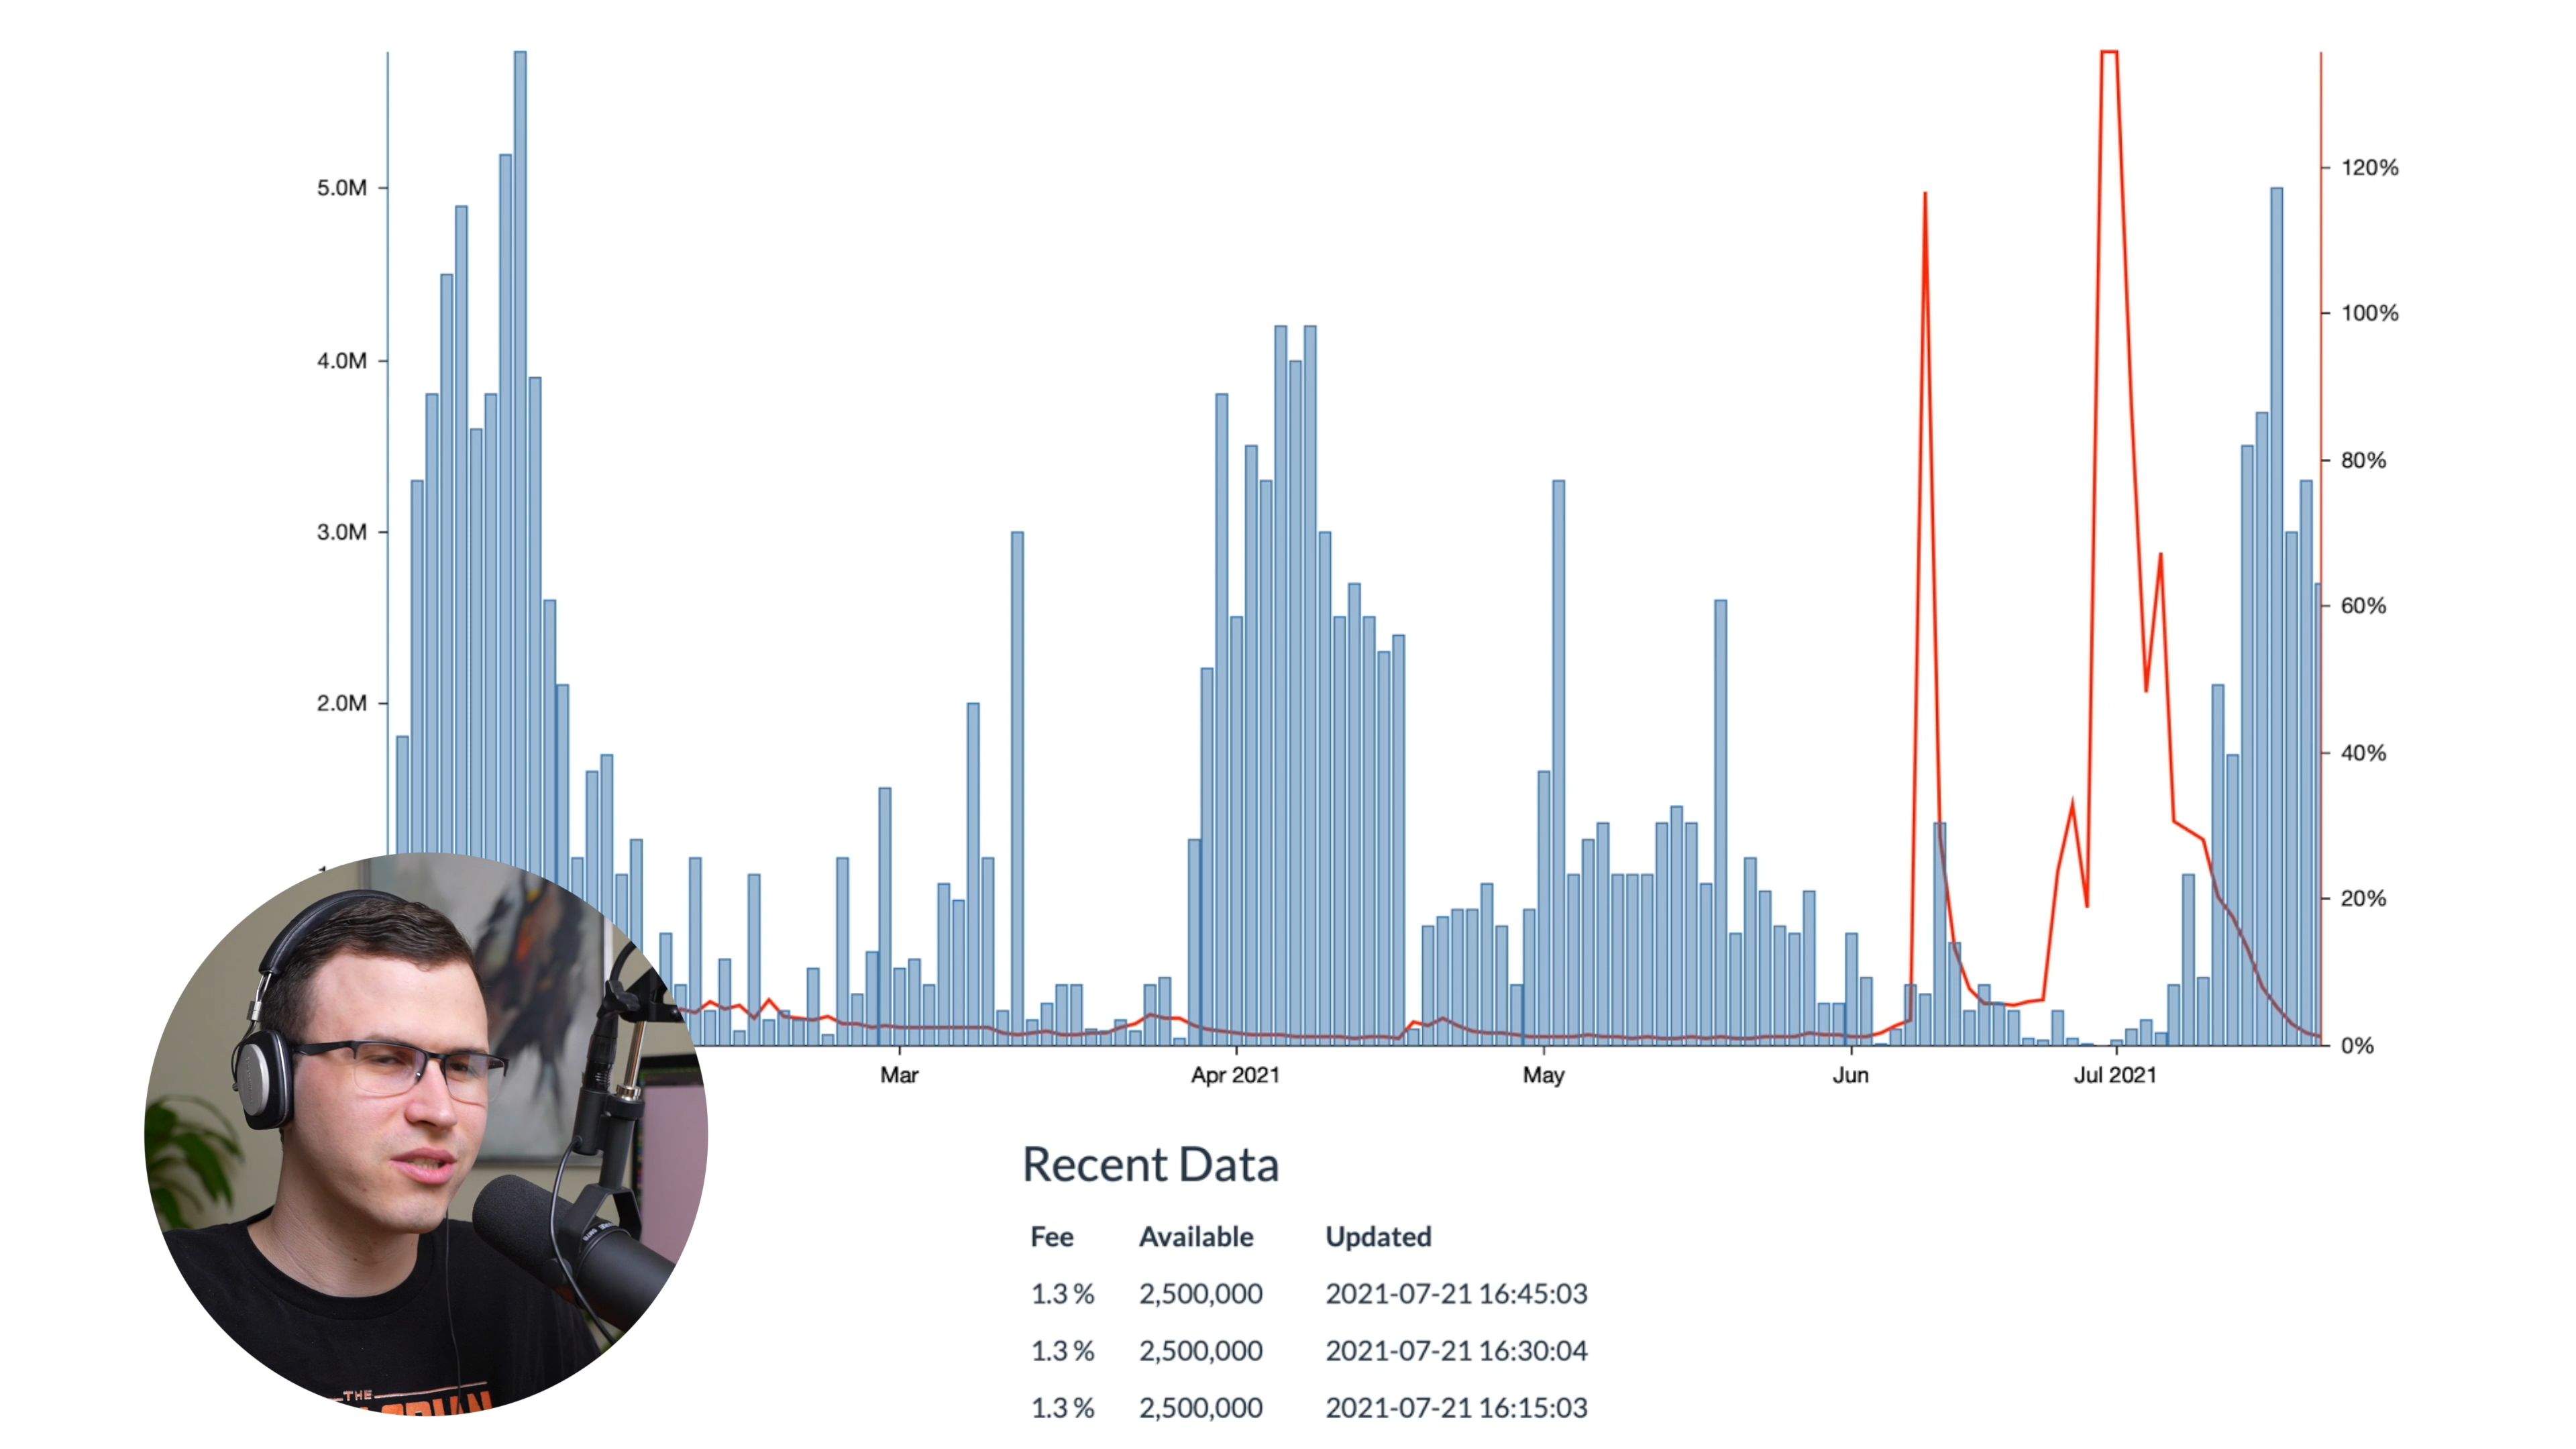 5.0M
4.0M
3.0M
2.0M
120%
100%
80%
60%
40%
20%
0%
Mar Apr 2021 May Jun Jul 2021
Recent Data
Fee Available Updated
1.3 % 2,500,000 2021-07-21 16:45:03
1.3 % 2,500,000 2021-07-21 16:30:04
1.3 % 2,500,000 2021-07-21 16:15:03
THE